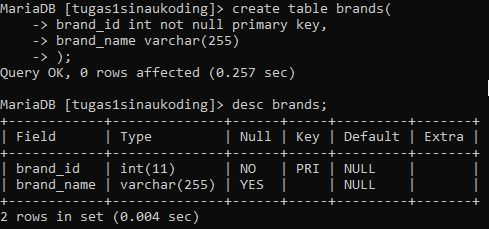 MariaDB [tugas1sinaukoding]> create table brands(
    -> brand_id int not null primary key,
    -> brand_name varchar(255)
    -> );
Query OK, 0 rows affected (0.257 sec)

MariaDB [tugas1sinaukoding]> desc brands;
+------------+--------------+------+-----+---------+-------+
| Field      | Type         | Null | Key | Default | Extra |
+------------+--------------+------+-----+---------+-------+
| brand_id   | int(11)      | NO   | PRI | NULL    |       |
| brand_name | varchar(255) | YES  |     | NULL    |       |
+------------+--------------+------+-----+---------+-------+
2 rows in set (0.004 sec)